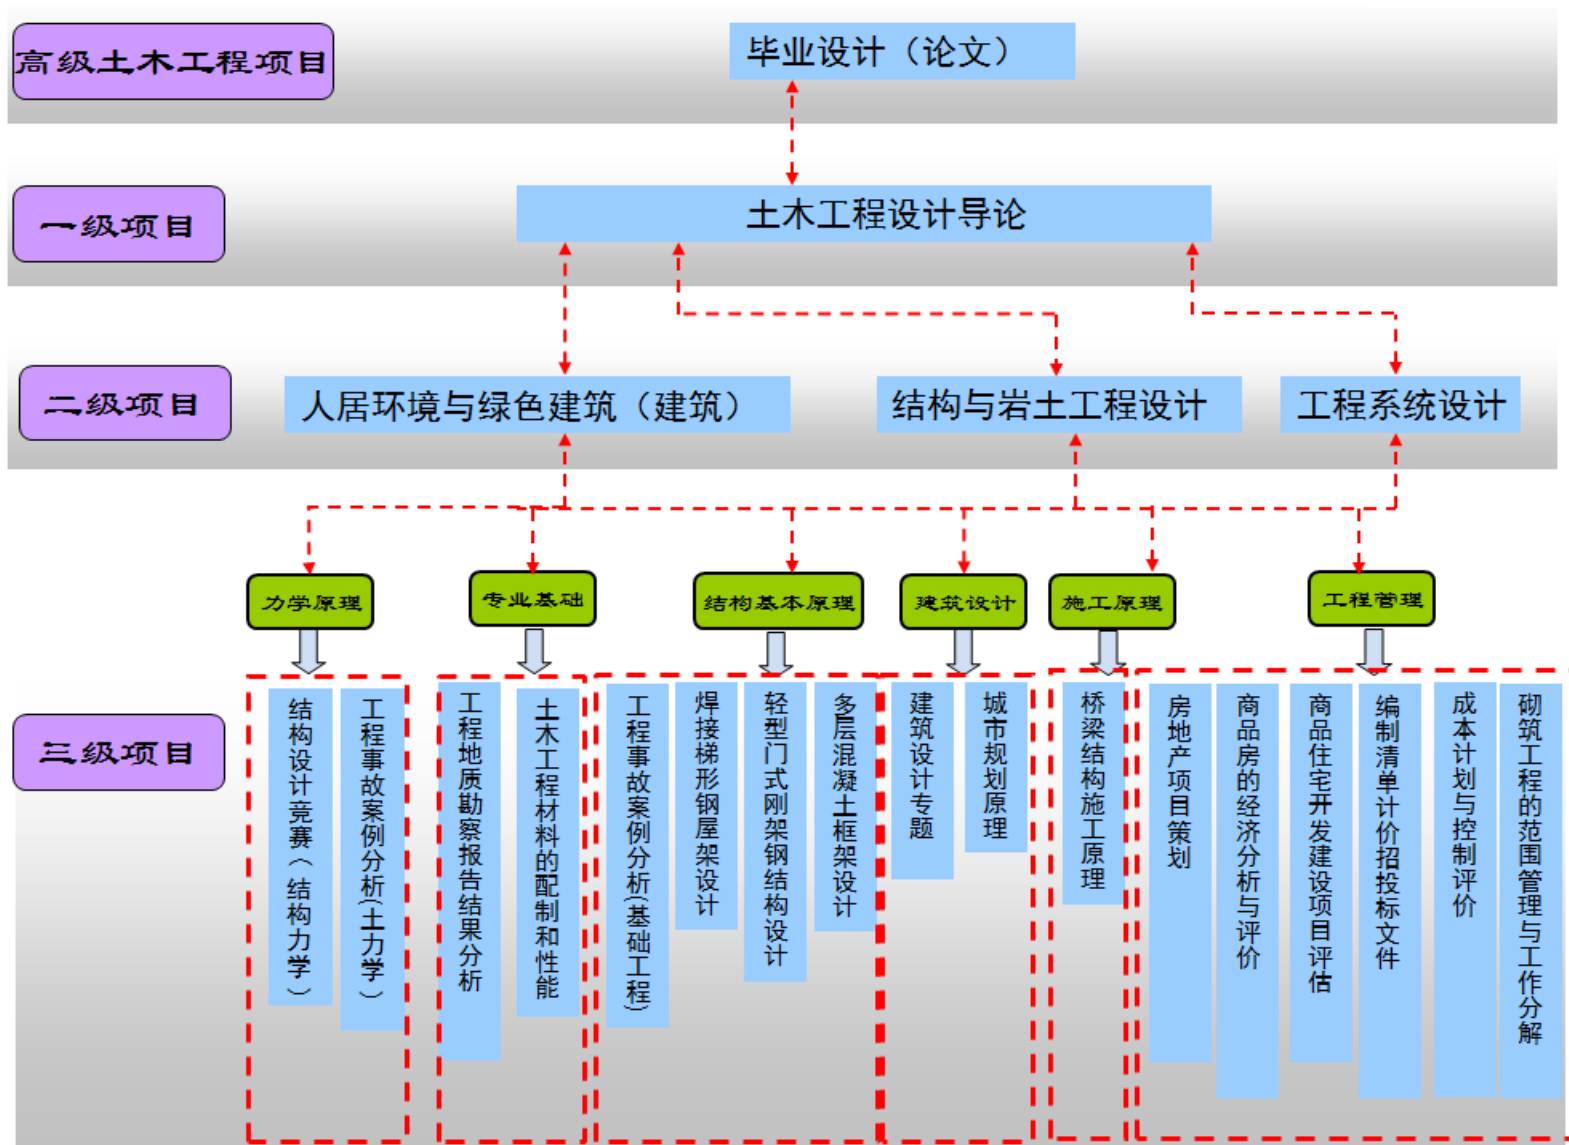 高级土木工程项目
毕业设计（论文）
一级项目
土木工程设计导论
二级项目
人居环境与绿色建筑（建筑）
结构与岩土工程设计
工程系统设计
力学原理
专业基础
结构基本原理
建筑设计
施工原理
工程管理
三级项目
结构设计竞赛（结构力学）
工程事故案例分析(土力学)
工程地质勘察报告结果分析
土木工程材料的配制和性能
工程事故案例分析(基础工程)
焊接梯形钢屋架设计
轻型门式刚架钢结构设计
多层混凝土框架设计
建筑设计专题
城市规划原理
桥梁结构施工原理
房地产项目策划
商品房的经济分析与评价
商品住宅开发建设项目评估
编制清单计价招投标文件
成本计划与控制评价
砌筑工程的范围管理与工作分解